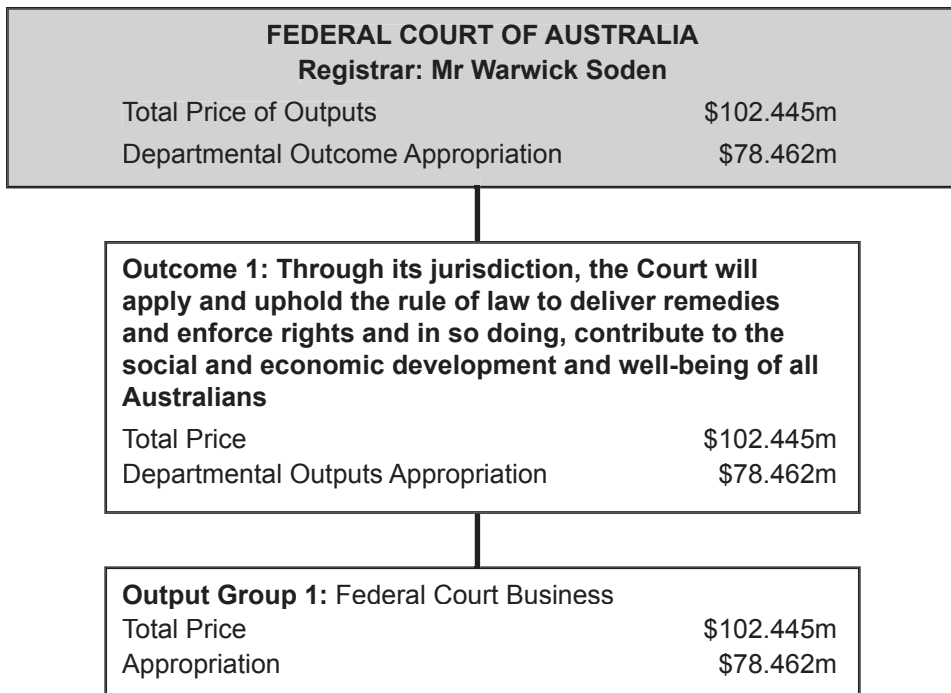 FEDERAL COURT OF AUSTRALIA
Registrar: Mr Warwick Soden
Total Price of Outputs $102.445m
Departmental Outcome Appropriation $78.462m
Outcome 1: Through its jurisdiction, the Court will
apply and uphold the rule of law to deliver remedies
and enforce rights and in so doing, contribute to the
social and economic development and well-being of all
Australians
Total Price $102.445m
Departmental Outputs Appropriation $78.462m
Output Group 1: Federal Court Business
Total Price $102.445m
Appropriation $78.462m